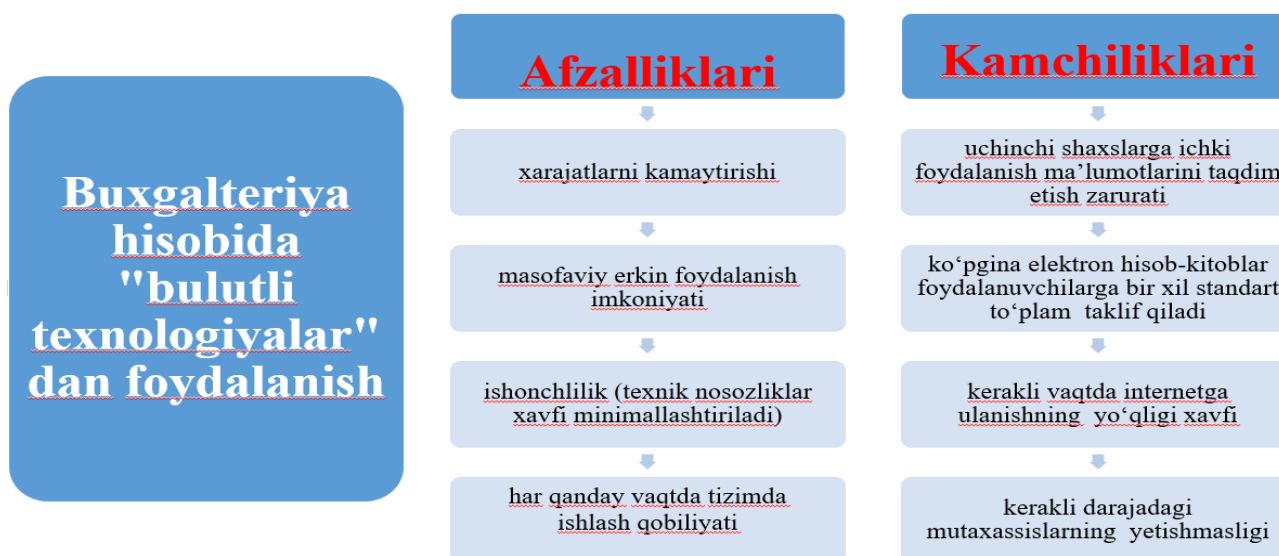 Buxgalteriya
hisobida
"bulutli
texnologiyalar"
dan foydalanish
Afzalliklari
xarajatlarni kamaytirishi
masofaviy erkin foydalanish
imkoniyati
ishonchlilik (texnik nosozliklar
xavfi minimallashtiriladi)
har qanday vaqtda tizimda
ishlash qobiliyati
Kamchiliklari
uchinchi shaxslarga ichki
foydalanish ma’lumotlarini taqdim
etish zarurati
ko‘pgina elektron hisob-kitoblar
foydalanuvchilarga bir xil standart
to‘plam taklif qiladi
kerakli vaqtda internetga
ulanishning yo‘qligi xavfi
kerakli darajadagi
mutaxassislarning yetishmasligi